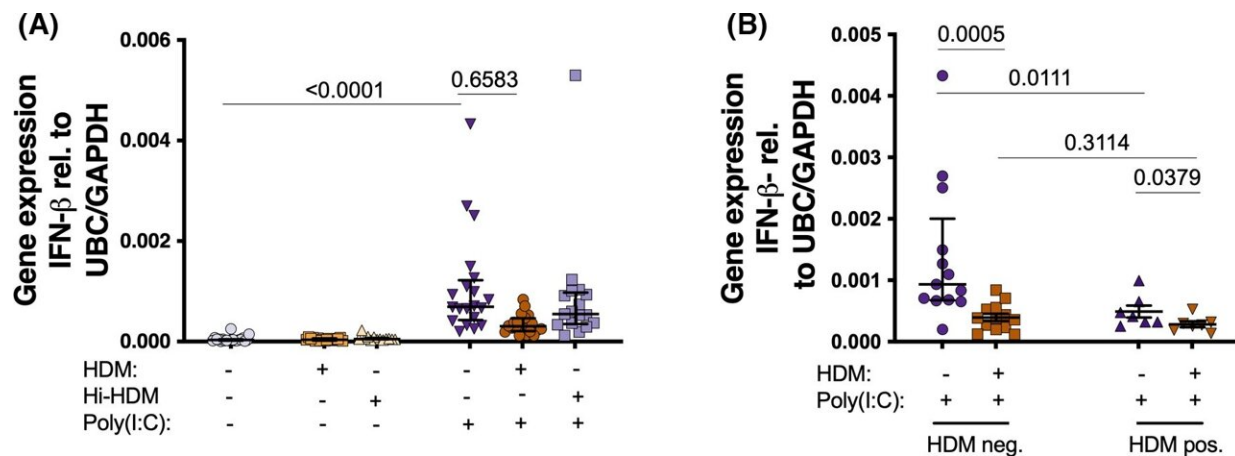 (A)
Gene expression
IFN-β rel. to
UBC/GAPDH
0.006
0.004
0.002
0.000
<0.0001
0.6583
HDM: - + - - + -
Hi-HDM - - + - - +
Poly(I:C): - - - + + +
(B)
Gene expression
IFN-β- rel.
to UBC/GAPDH
0.005
0.004
0.003
0.002
0.001
0.000
0.0005
0.0111
0.3114
0.0379
HDM: - + - +
Poly(I:C): + + + +
HDM neg. HDM pos.